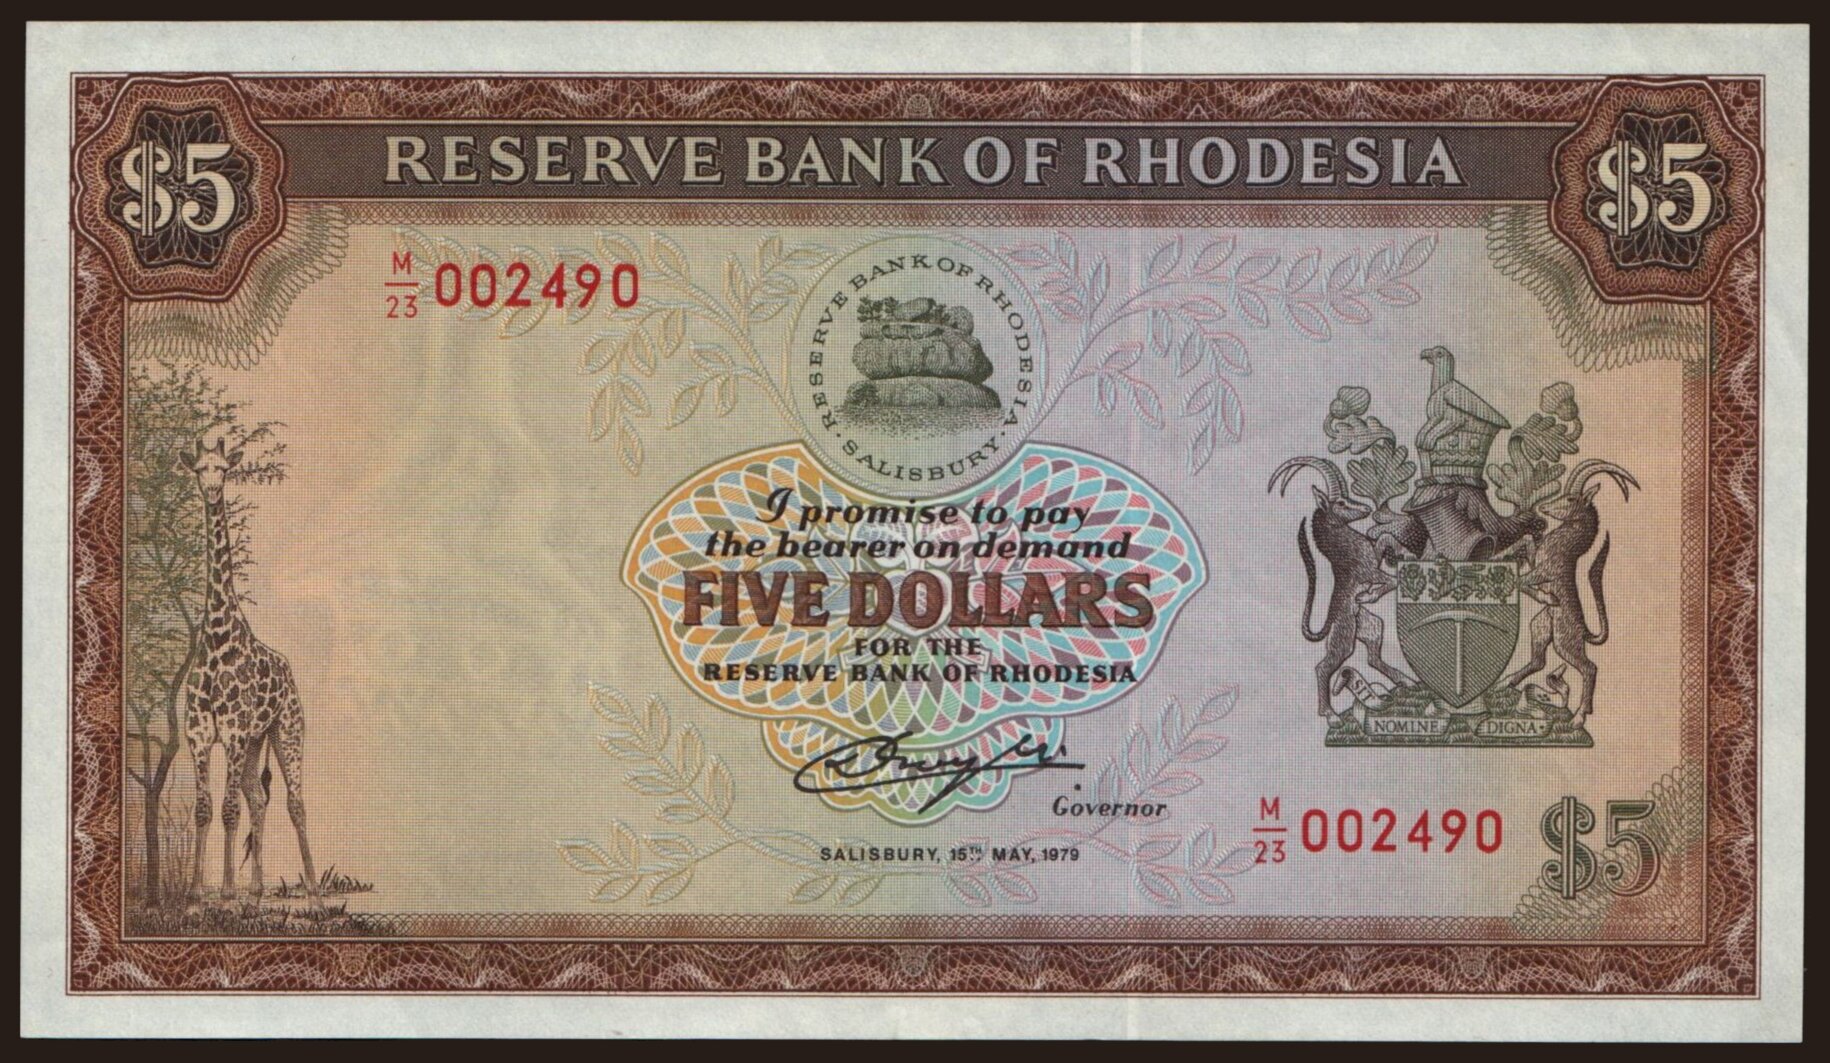 $5
RESERVE BANK OF RHODESIA
$5
M/23 002490
RESERVE BANK OF RHODESIA · SALISBURY ·
I promise to pay
the bearer on demand
FIVE DOLLARS
FOR THE
RESERVE BANK OF RHODESIA
Governor
SALISBURY, 15TH MAY, 1979
SIT NOMINE DIGNA
M/23 002490
$5